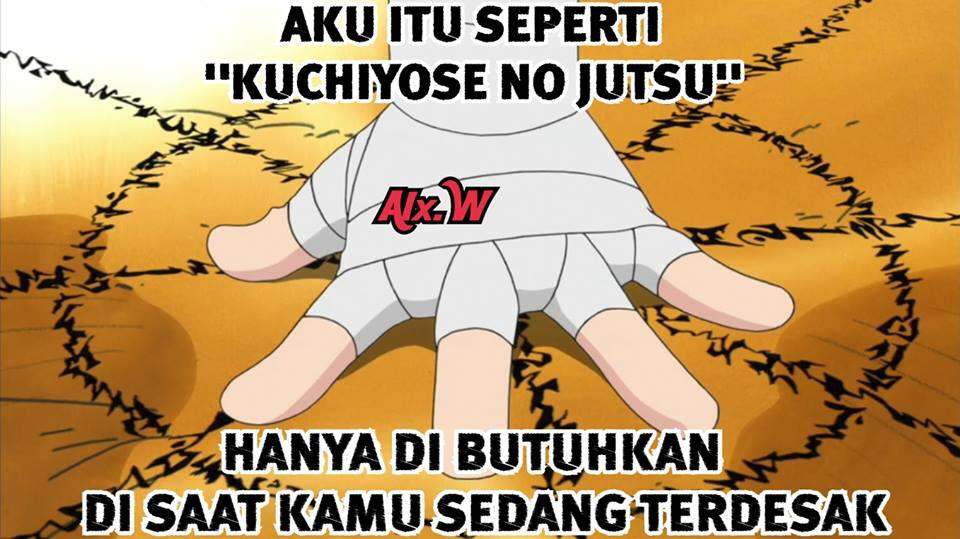 AKU ITU SEPERTI
"KUCHIYOSE NO JUTSU"
Alx. W
HANYA DI BUTUHKAN
DI SAAT KAMU SEDANG TERDESAK